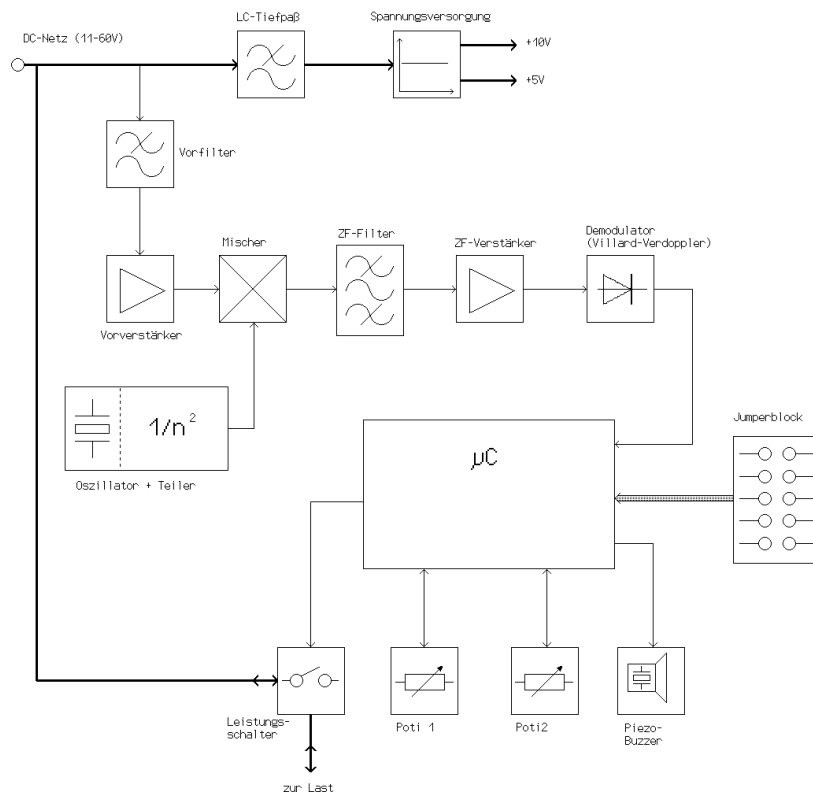 LC-Tiefpaß
Spannungsversorgung
DC-Netz (11-60V)
+10V
+5V
Vorfilter
Mischer
ZF-Filter
ZF-Verstärker
Demodulator
(Villard-Verdoppler)
Vorverstärker
1/n²
Oszillator + Teiler
µC
Jumperblock
Leistungs-
schalter
Poti 1
Poti2
Piezo-
Buzzer
zur Last